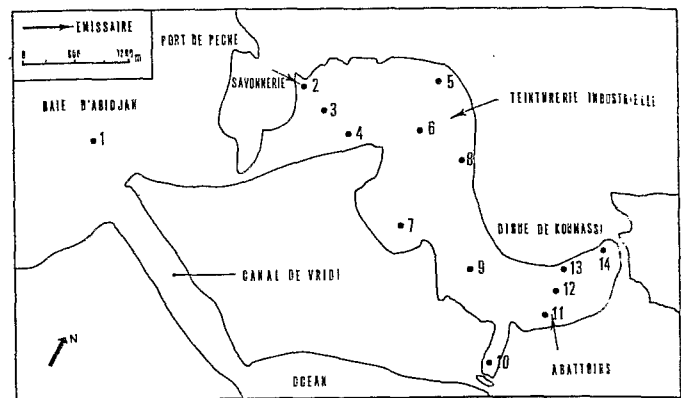 EMISSAIRE
0 600 1200 m
PORT DE PECHE
SAVONNERIE
BAIE D'ABIDJAN
TEINTURERIE INDUSTRIELLE
1
2
3
4
5
6
7
8
DIGUE DE KOUMASSI
9
13
14
12
11
CANAL DE VRIDI
10
ABATTOIRS
N
OCEAN